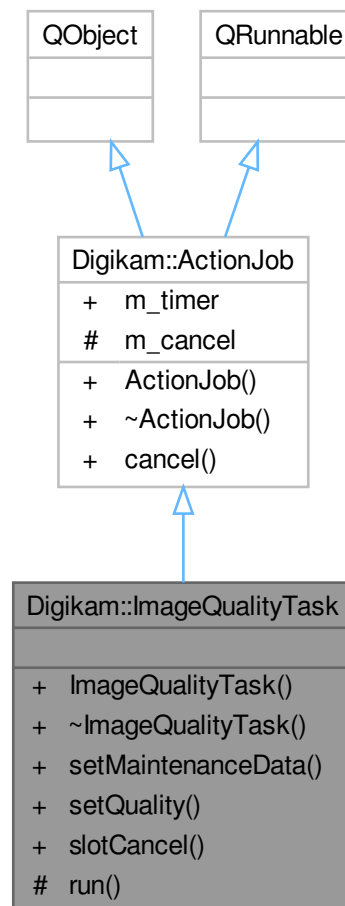 QObject
QRunnable
Digikam::ActionJob
+ m_timer
# m_cancel
+ ActionJob()
+ ~ActionJob()
+ cancel()
Digikam::ImageQualityTask
+ ImageQualityTask()
+ ~ImageQualityTask()
+ setMaintenanceData()
+ setQuality()
+ slotCancel()
# run()